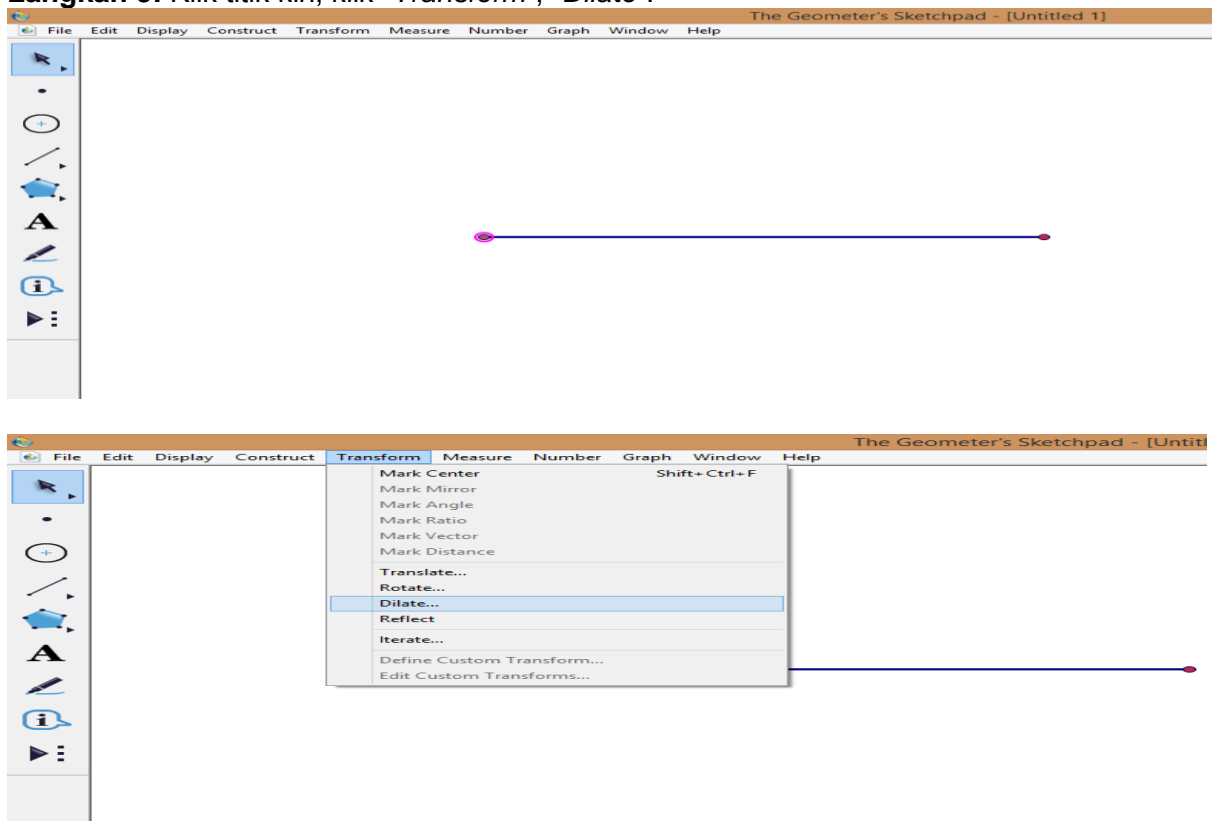 Klik titik kiri, klik "Transform", "Dilate".
The Geometer's Sketchpad - [Untitled 1]
File Edit Display Construct Transform Measure Number Graph Window Help
A
i
The Geometer's Sketchpad - [Untitl
File Edit Display Construct Transform Measure Number Graph Window Help
Mark Center Shift+Ctrl+F
Mark Mirror
Mark Angle
Mark Ratio
Mark Vector
Mark Distance
Translate...
Rotate...
Dilate...
Reflect
Iterate...
Define Custom Transform...
Edit Custom Transforms...
A
i